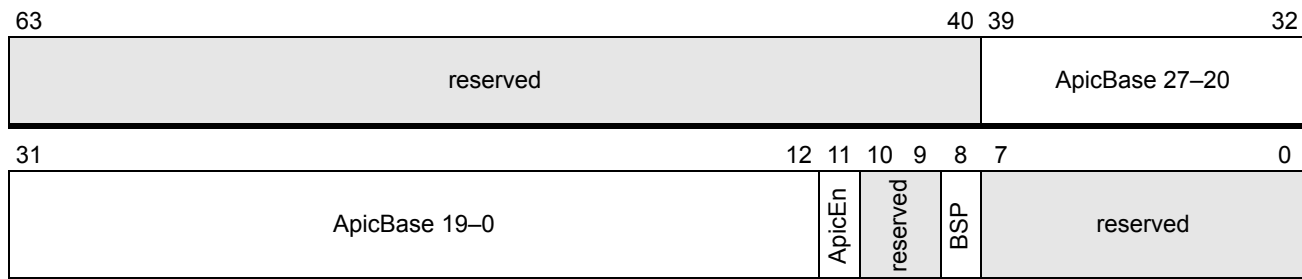 63 40 39 32
reserved ApicBase 27–20
31 12 11 10 9 8 7 0
ApicBase 19–0 ApicEn reserved BSP reserved